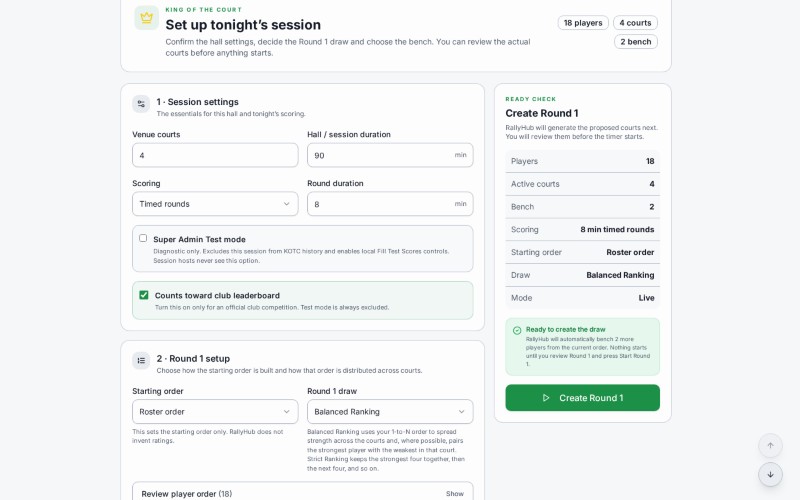 KING OF THE COURT
Set up tonight's session
Confirm the hall settings, decide the Round 1 draw and choose the bench. You can review the actual
courts before anything starts.
18 players
4 courts
2 bench
1 · Session settings
The essentials for this hall and tonight's scoring.
Venue courts
4
Hall / session duration
90
min
Scoring
Timed rounds
Round duration
8
min
Super Admin Test mode
Diagnostic only. Excludes this session from KOTC history and enables local Fill Test Scores controls.
Session hosts never see this option.
Counts toward club leaderboard
Turn this on only for an official club competition. Test mode is always excluded.
2 · Round 1 setup
Choose how the starting order is built and how that order is distributed across courts.
Starting order
Roster order
This sets the starting order only. RallyHub does not
invent ratings.
Round 1 draw
Balanced Ranking
Balanced Ranking uses your 1-to-N order to spread
strength across the courts and, where possible, pairs
the strongest player with the weakest in that court.
Strict Ranking keeps the strongest four together, then
the next four, and so on.
Review player order (18)
Show
READY CHECK
Create Round 1
RallyHub will generate the proposed courts next.
You will review them before the timer starts.
Players
18
Active courts
4
Bench
2
Scoring
8 min timed rounds
Starting order
Roster order
Draw
Balanced Ranking
Mode
Live
Ready to create the draw
RallyHub will automatically bench 2 more
players from the current order. Nothing starts
until you review Round 1 and press Start Round
1.
Create Round 1